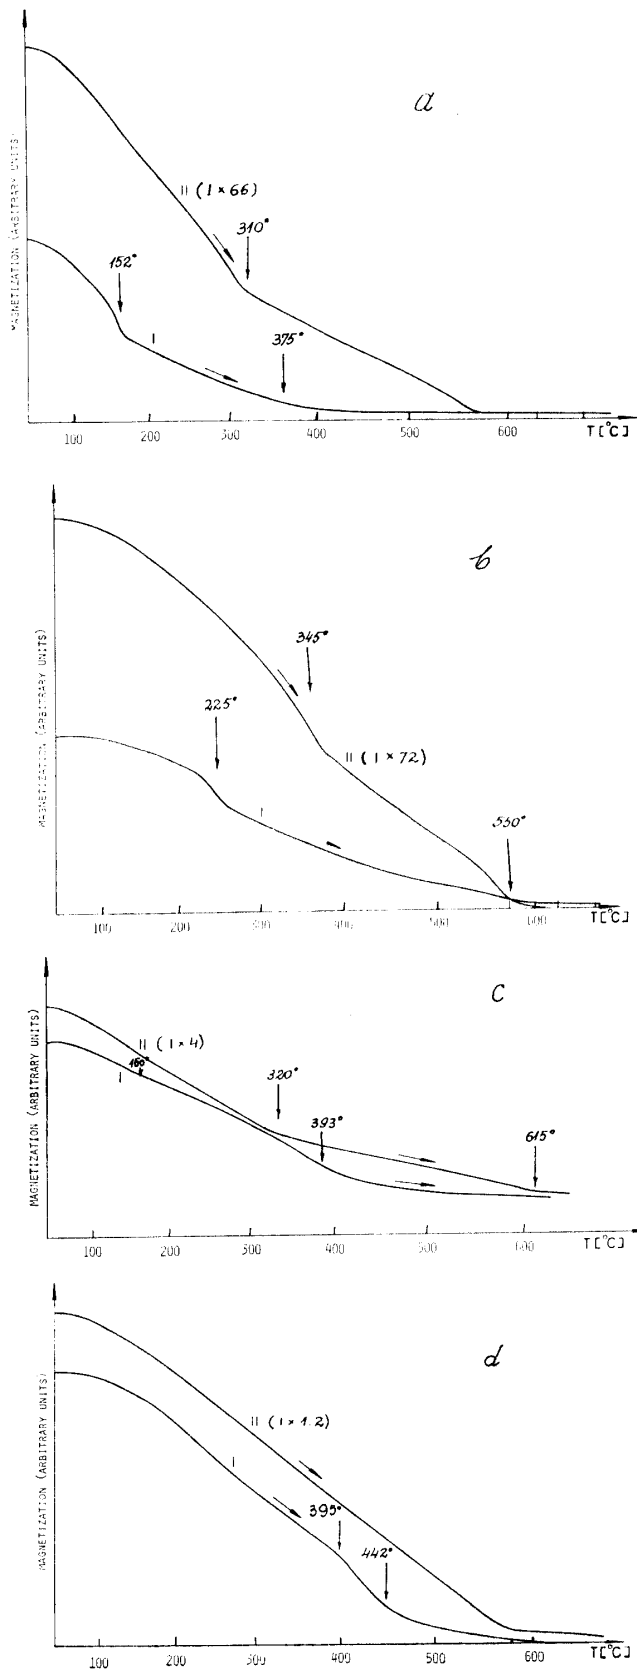 a
MAGNETIZATION (ARBITRARY UNITS)
II (I × 66)
310°
152°
375°
I
100 200 300 400 500 600 T[°C]
b
MAGNETIZATION (ARBITRARY UNITS)
345°
225°
II (I × 72)
I
550°
100 200 300 400 500 600 T[°C]
c
MAGNETIZATION (ARBITRARY UNITS)
II (I × 4)
160°
I
320°
393°
615°
100 200 300 400 500 600 T[°C]
d
MAGNETIZATION (ARBITRARY UNITS)
II (I × 1.2)
I
395°
442°
100 200 300 400 500 600 T[°C]